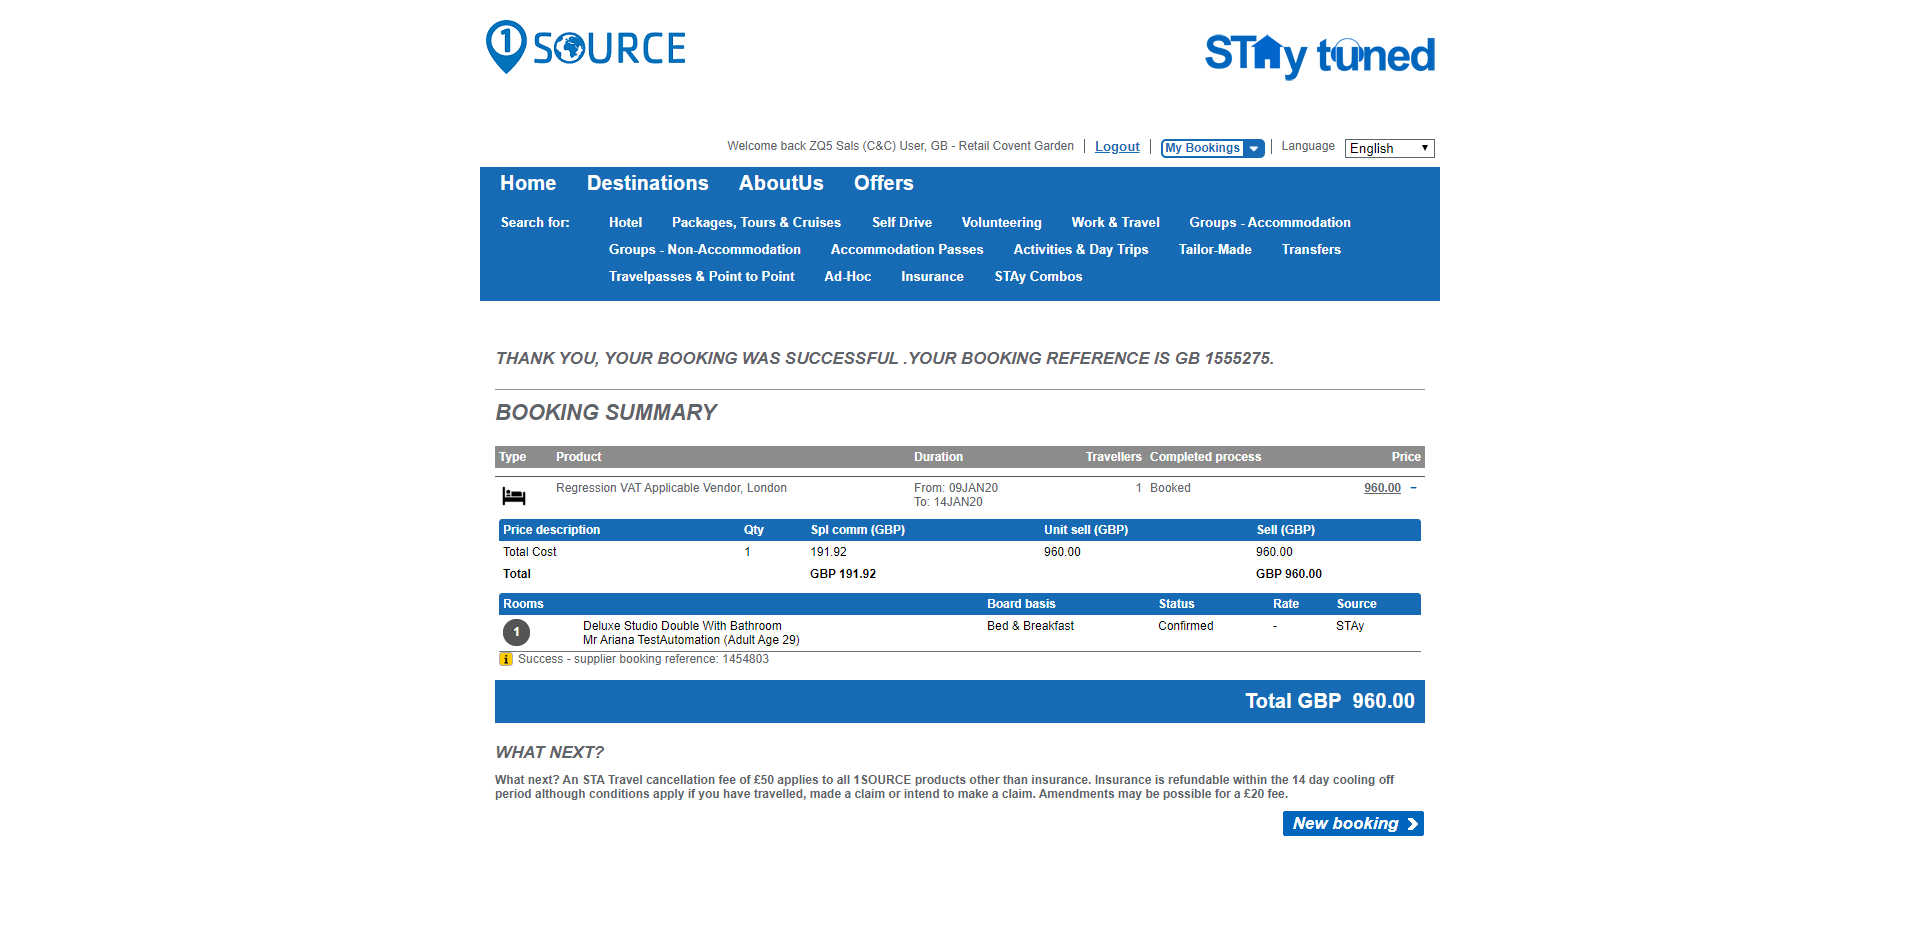 1 SOURCE
STAy tuned
Welcome back ZQ5 Sals (C&C) User, GB - Retail Covent Garden | Logout | My Bookings | Language English
Home Destinations AboutUs Offers
Search for: Hotel Packages, Tours & Cruises Self Drive Volunteering Work & Travel Groups - Accommodation
Groups - Non-Accommodation Accommodation Passes Activities & Day Trips Tailor-Made Transfers
Travelpasses & Point to Point Ad-Hoc Insurance STAy Combos
THANK YOU, YOUR BOOKING WAS SUCCESSFUL .YOUR BOOKING REFERENCE IS GB 1555275.
BOOKING SUMMARY
Type Product Duration Travellers Completed process Price
Regression VAT Applicable Vendor, London From: 09JAN20 1 Booked 960.00 −
To: 14JAN20
Price description Qty Spl comm (GBP) Unit sell (GBP) Sell (GBP)
Total Cost 1 191.92 960.00 960.00
Total GBP 191.92 GBP 960.00
Rooms Board basis Status Rate Source
1 Deluxe Studio Double With Bathroom Bed & Breakfast Confirmed - STAy
Mr Ariana TestAutomation (Adult Age 29)
i Success - supplier booking reference: 1454803
Total GBP 960.00
WHAT NEXT?
What next? An STA Travel cancellation fee of £50 applies to all 1SOURCE products other than insurance. Insurance is refundable within the 14 day cooling off
period although conditions apply if you have travelled, made a claim or intend to make a claim. Amendments may be possible for a £20 fee.
New booking